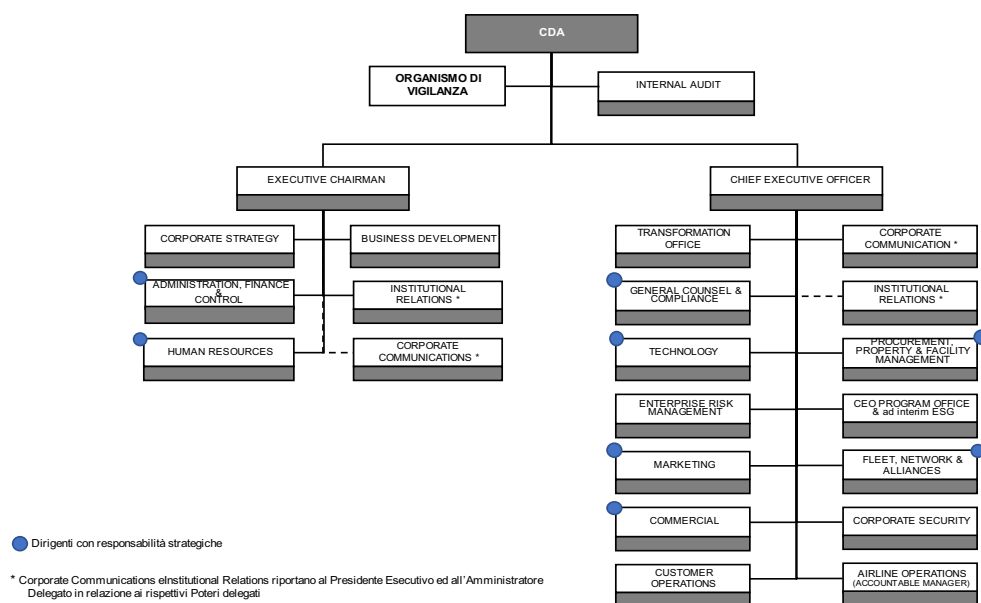 CDA
ORGANISMO DI
VIGILANZA
INTERNAL AUDIT
EXECUTIVE CHAIRMAN
CHIEF EXECUTIVE OFFICER
CORPORATE STRATEGY
BUSINESS DEVELOPMENT
ADMINISTRATION, FINANCE
&
CONTROL
INSTITUTIONAL
RELATIONS *
HUMAN RESOURCES
CORPORATE
COMMUNICATIONS *
TRANSFORMATION
OFFICE
CORPORATE
COMMUNICATION *
GENERAL COUNSEL &
COMPLIANCE
INSTITUTIONAL
RELATIONS *
TECHNOLOGY
PROCUREMENT,
PROPERTY & FACILITY
MANAGEMENT
ENTERPRISE RISK
MANAGEMENT
CEO PROGRAM OFFICE
& ad interim ESG
MARKETING
FLEET, NETWORK &
ALLIANCES
COMMERCIAL
CORPORATE SECURITY
CUSTOMER
OPERATIONS
AIRLINE OPERATIONS
(ACCOUNTABLE MANAGER)
Dirigenti con responsabilità strategiche
* Corporate Communications eInstitutional Relations riportano al Presidente Esecutivo ed all'Amministratore
Delegato in relazione ai rispettivi Poteri delegati